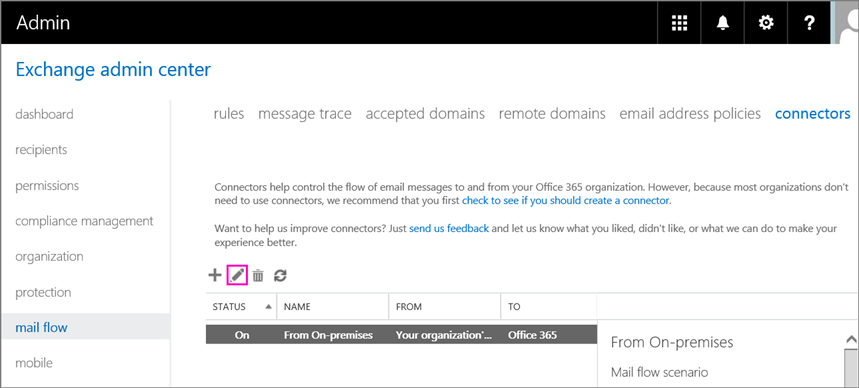 Admin
?
Exchange admin center
dashboard
recipients
permissions
compliance management
organization
protection
mail flow
mobile
rules message trace accepted domains remote domains email address policies connectors
Connectors help control the flow of email messages to and from your Office 365 organization. However, because most organizations don't
need to use connectors, we recommend that you first check to see if you should create a connector.
Want to help us improve connectors? Just send us feedback and let us know what you liked, didn't like, or what we can do to make your
experience better.
STATUS NAME FROM TO
On From On-premises Your organization'... Office 365
From On-premises
Mail flow scenario